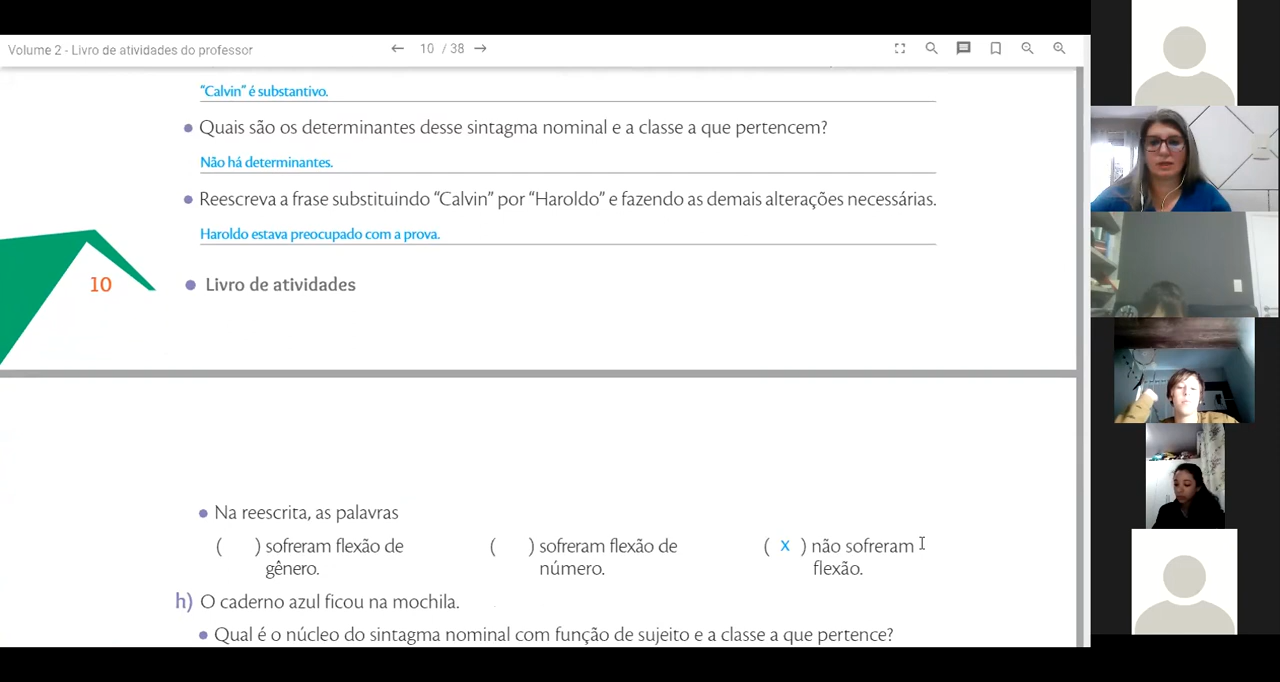 Volume 2 - Livro de atividades do professor
10 / 38
“Calvin” é substantivo.
• Quais são os determinantes desse sintagma nominal e a classe a que pertencem?
Não há determinantes.
• Reescreva a frase substituindo “Calvin” por “Haroldo” e fazendo as demais alterações necessárias.
Haroldo estava preocupado com a prova.
10 • Livro de atividades
• Na reescrita, as palavras
( ) sofreram flexão de gênero.
( ) sofreram flexão de número.
( x ) não sofreram flexão.
h) O caderno azul ficou na mochila.
• Qual é o núcleo do sintagma nominal com função de sujeito e a classe a que pertence?